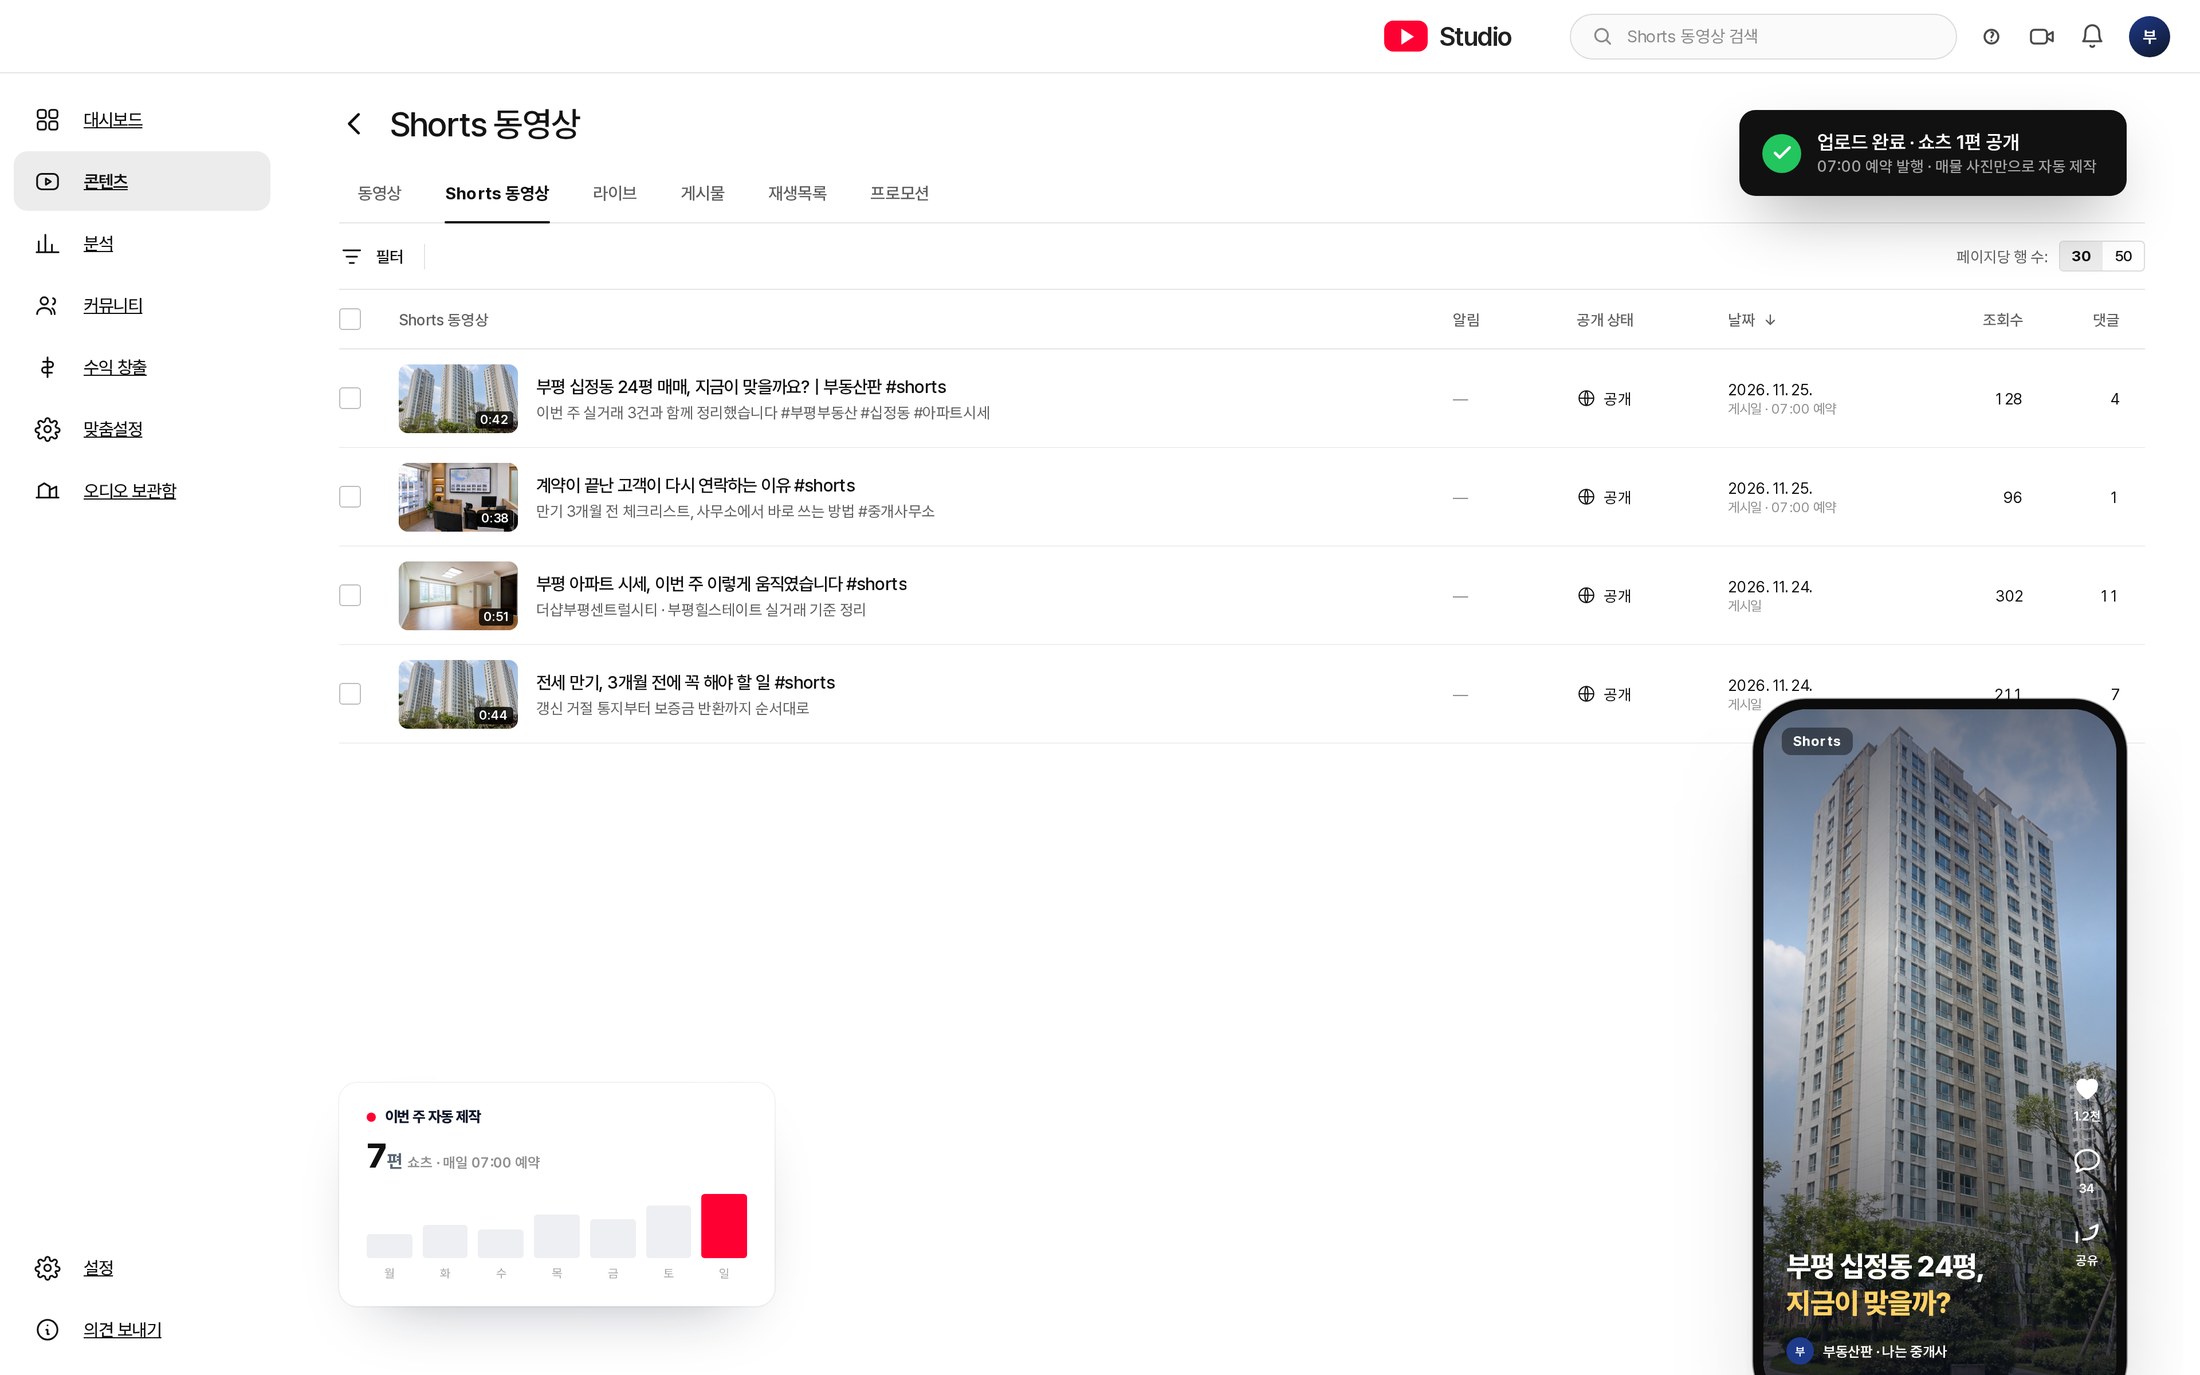 Studio
Shorts 동영상 검색
부
대시보드
콘텐츠
분석
커뮤니티
수익 창출
맞춤설정
오디오 보관함
설정
의견 보내기
Shorts 동영상
업로드 완료 · 쇼츠 1편 공개
07:00 예약 발행 · 매물 사진만으로 자동 제작
동영상 Shorts 동영상 라이브 게시물 재생목록 프로모션
필터
페이지당 행 수: 30 50
Shorts 동영상 알림 공개 상태 날짜 조회수 댓글
0:42
부평 십정동 24평 매매, 지금이 맞을까요? | 부동산판 #shorts
이번 주 실거래 3건과 함께 정리했습니다 #부평부동산 #십정동 #아파트시세
— 공개
2026. 11. 25.
게시일 · 07:00 예약
128 4
0:38
계약이 끝난 고객이 다시 연락하는 이유 #shorts
만기 3개월 전 체크리스트, 사무소에서 바로 쓰는 방법 #중개사무소
— 공개
2026. 11. 25.
게시일 · 07:00 예약
96 1
0:51
부평 아파트 시세, 이번 주 이렇게 움직였습니다 #shorts
더샵부평센트럴시티 · 부평힐스테이트 실거래 기준 정리
— 공개
2026. 11. 24.
게시일
302 11
0:44
전세 만기, 3개월 전에 꼭 해야 할 일 #shorts
갱신 거절 통지부터 보증금 반환까지 순서대로
— 공개
2026. 11. 24.
게시일
211 7
이번 주 자동 제작
7편 쇼츠 · 매일 07:00 예약
월 화 수 목 금 토 일
Shorts
1.2천
34
공유
부평 십정동 24평,
지금이 맞을까?
부 부동산판 · 나는 중개사